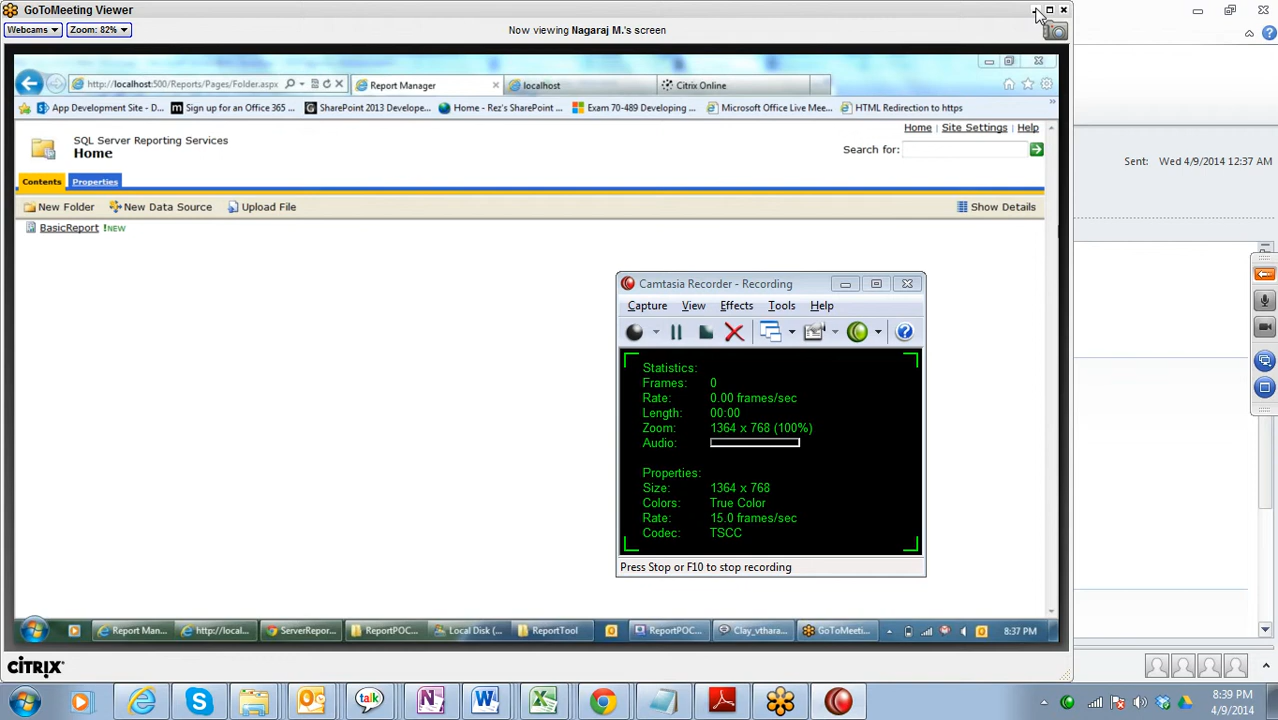 GoToMeeting Viewer
Webcams Zoom: 82% Now viewing Nagaraj M.'s screen
http://localhost:500/Reports/Pages/Folder.aspx Report Manager localhost Citrix Online
App Development Site - D... Sign up for an Office 365 ... SharePoint 2013 Develope... Home - Rez's SharePoint ... Exam 70-489 Developing ... Microsoft Office Live Mee... HTML Redirection to https
Home | Site Settings | Help
SQL Server Reporting Services
Home
Search for:
Contents Properties
New Folder New Data Source Upload File Show Details
BasicReport !NEW
Sent: Wed 4/9/2014 12:37 AM
Camtasia Recorder - Recording
Capture View Effects Tools Help
Statistics:
Frames: 0
Rate: 0.00 frames/sec
Length: 00:00
Zoom: 1364 x 768 (100%)
Audio:
Properties:
Size: 1364 x 768
Colors: True Color
Rate: 15.0 frames/sec
Codec: TSCC
Press Stop or F10 to stop recording
Report Man... http://local... ServerRepor... ReportPOC... Local Disk (... ReportTool ReportPOC... Clay_vthara... GoToMeeti... 8:37 PM
CITRIX
talk
8:39 PM
4/9/2014